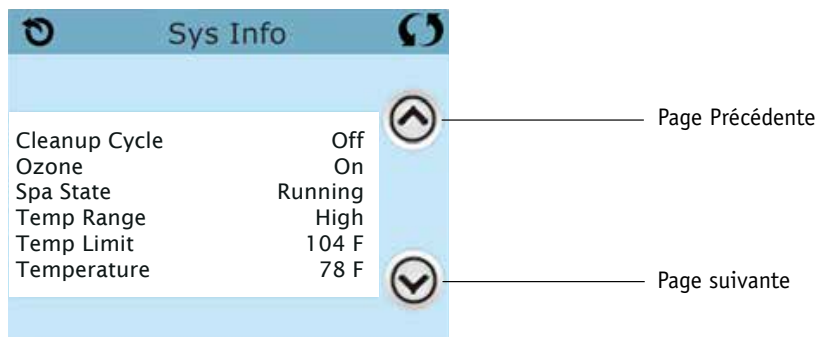 Sys Info
Cleanup Cycle Off
Ozone On
Spa State Running
Temp Range High
Temp Limit 104 F
Temperature 78 F
Page Précédente
Page suivante